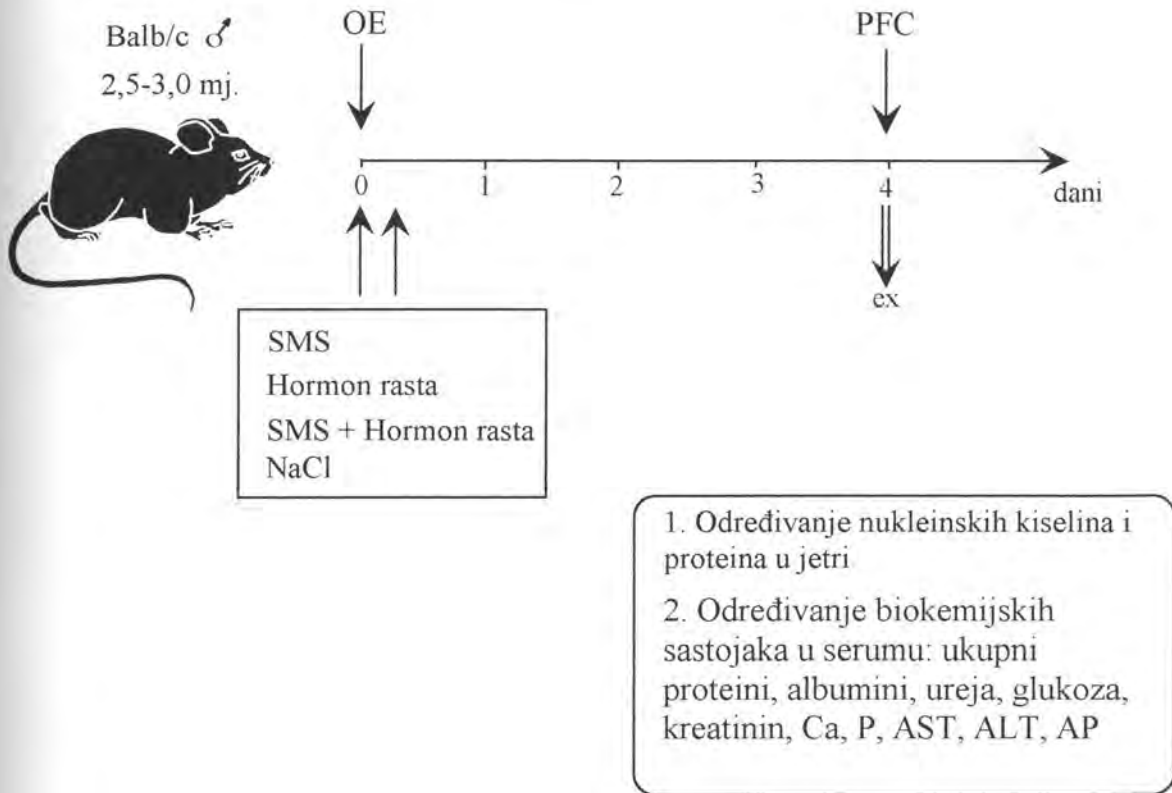 Balb/c ♂
2,5-3,0 mj.
OE
PFC
0
1
2
3
4
dani
ex
SMS
Hormon rasta
SMS + Hormon rasta
NaCl
1. Određivanje nukleinskih kiselina i
proteina u jetri
2. Određivanje biokemijskih
sastojaka u serumu: ukupni
proteini, albumini, ureja, glukoza,
kreatinin, Ca, P, AST, ALT, AP